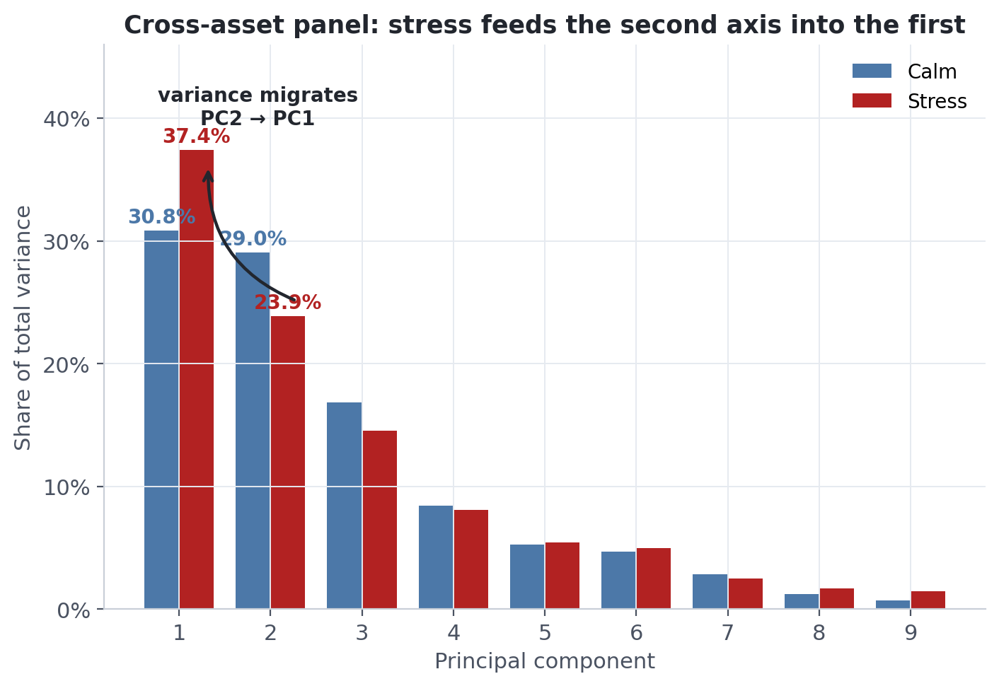 Cross-asset panel: stress feeds the second axis into the first
Calm
Stress
variance migrates
PC2 → PC1
37.4%
30.8%
29.0%
23.9%
Share of total variance
40%
30%
20%
10%
0%
1 2 3 4 5 6 7 8 9
Principal component